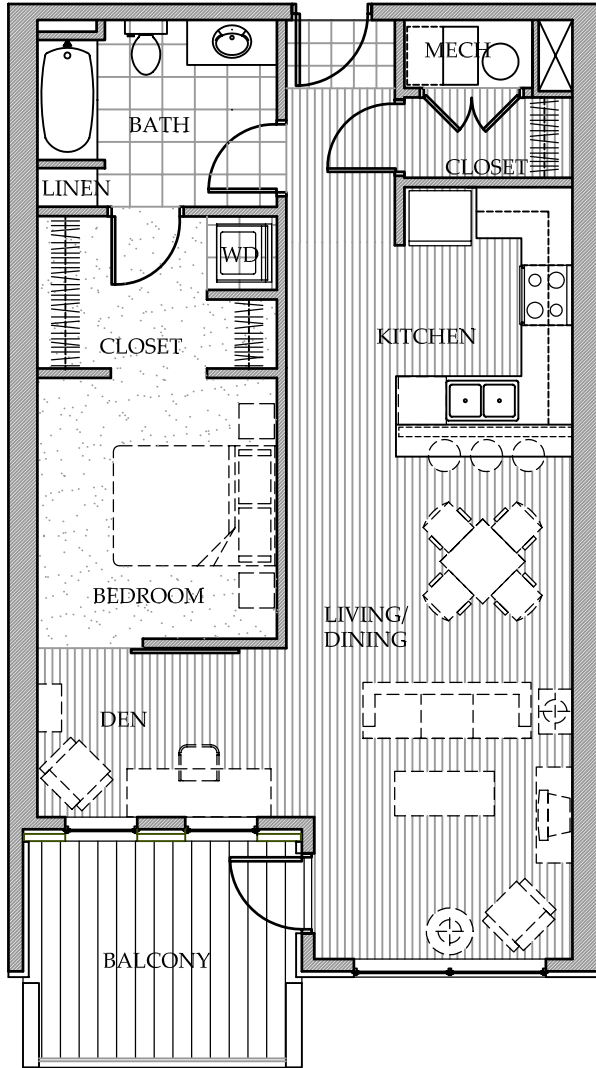 MECH
BATH
CLOSET
LINEN
WD
KITCHEN
CLOSET
BEDROOM
LIVING/
DINING
DEN
BALCONY